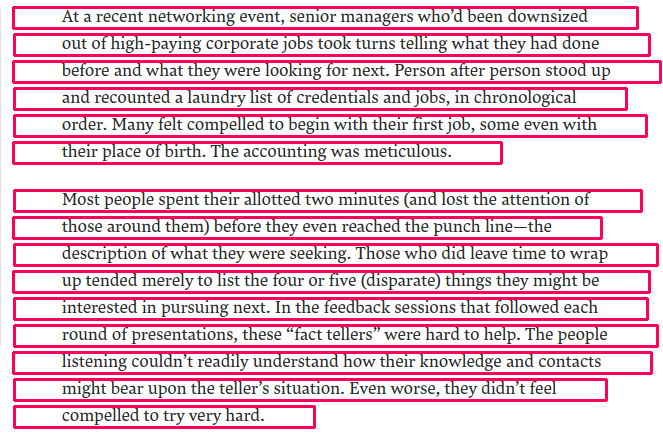 At a recent networking event, senior managers who’d been downsized
out of high-paying corporate jobs took turns telling what they had done
before and what they were looking for next. Person after person stood up
and recounted a laundry list of credentials and jobs, in chronological
order. Many felt compelled to begin with their first job, some even with
their place of birth. The accounting was meticulous.
Most people spent their allotted two minutes (and lost the attention of
those around them) before they even reached the punch line—the
description of what they were seeking. Those who did leave time to wrap
up tended merely to list the four or five (disparate) things they might be
interested in pursuing next. In the feedback sessions that followed each
round of presentations, these “fact tellers” were hard to help. The people
listening couldn’t readily understand how their knowledge and contacts
might bear upon the teller’s situation. Even worse, they didn’t feel
compelled to try very hard.